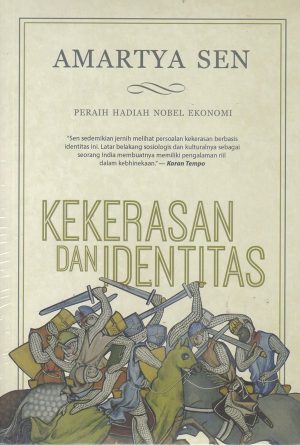 AMARTYA SEN
PERAIH HADIAH NOBEL EKONOMI
"Sen sedemikian jernih melihat persoalan kekerasan berbasis
identitas ini. Latar belakang sosiologis dan kulturalnya sebagai
seorang India membuatnya memiliki pengalaman riil
dalam kebhinekaan." — Koran Tempo
KEKERASAN
DAN IDENTITAS